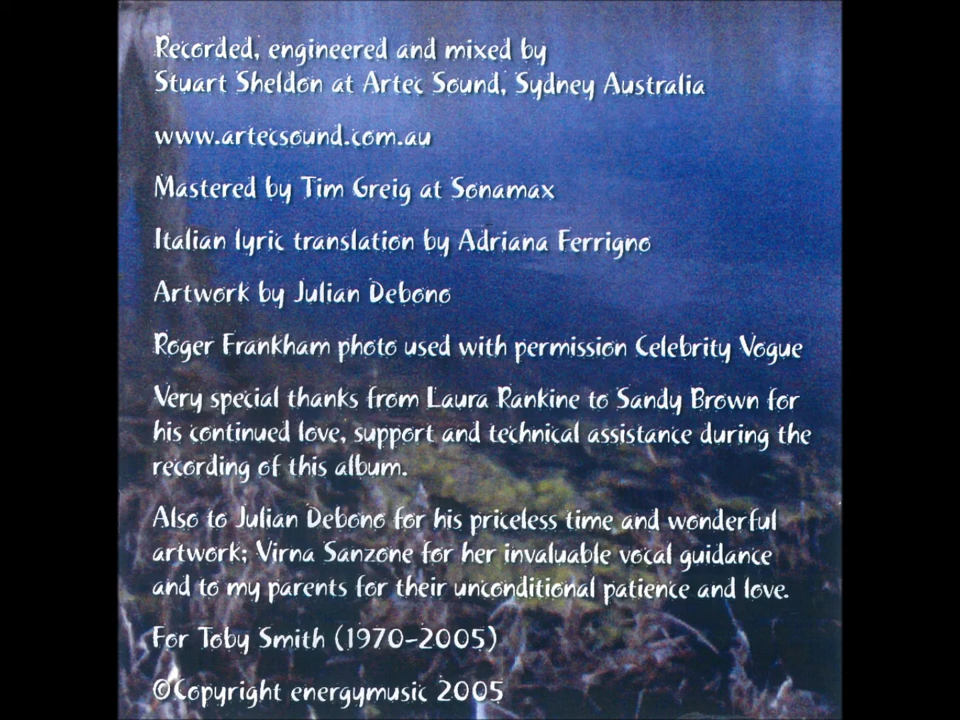 Recorded, engineered and mixed by
Stuart Sheldon at Artec Sound, Sydney Australia
www.artecsound.com.au
Mastered by Tim Greig at Sonamax
Italian lyric translation by Adriana Ferrigno
Artwork by Julian Debono
Roger Frankham photo used with permission Celebrity Vogue
Very special thanks from Laura Rankine to Sandy Brown for
his continued love, support and technical assistance during the
recording of this album.
Also to Julian Debono for his priceless time and wonderful
artwork; Virna Sanzone for her invaluable vocal guidance
and to my parents for their unconditional patience and love.
For Toby Smith (1970-2005)
©Copyright energymusic 2005